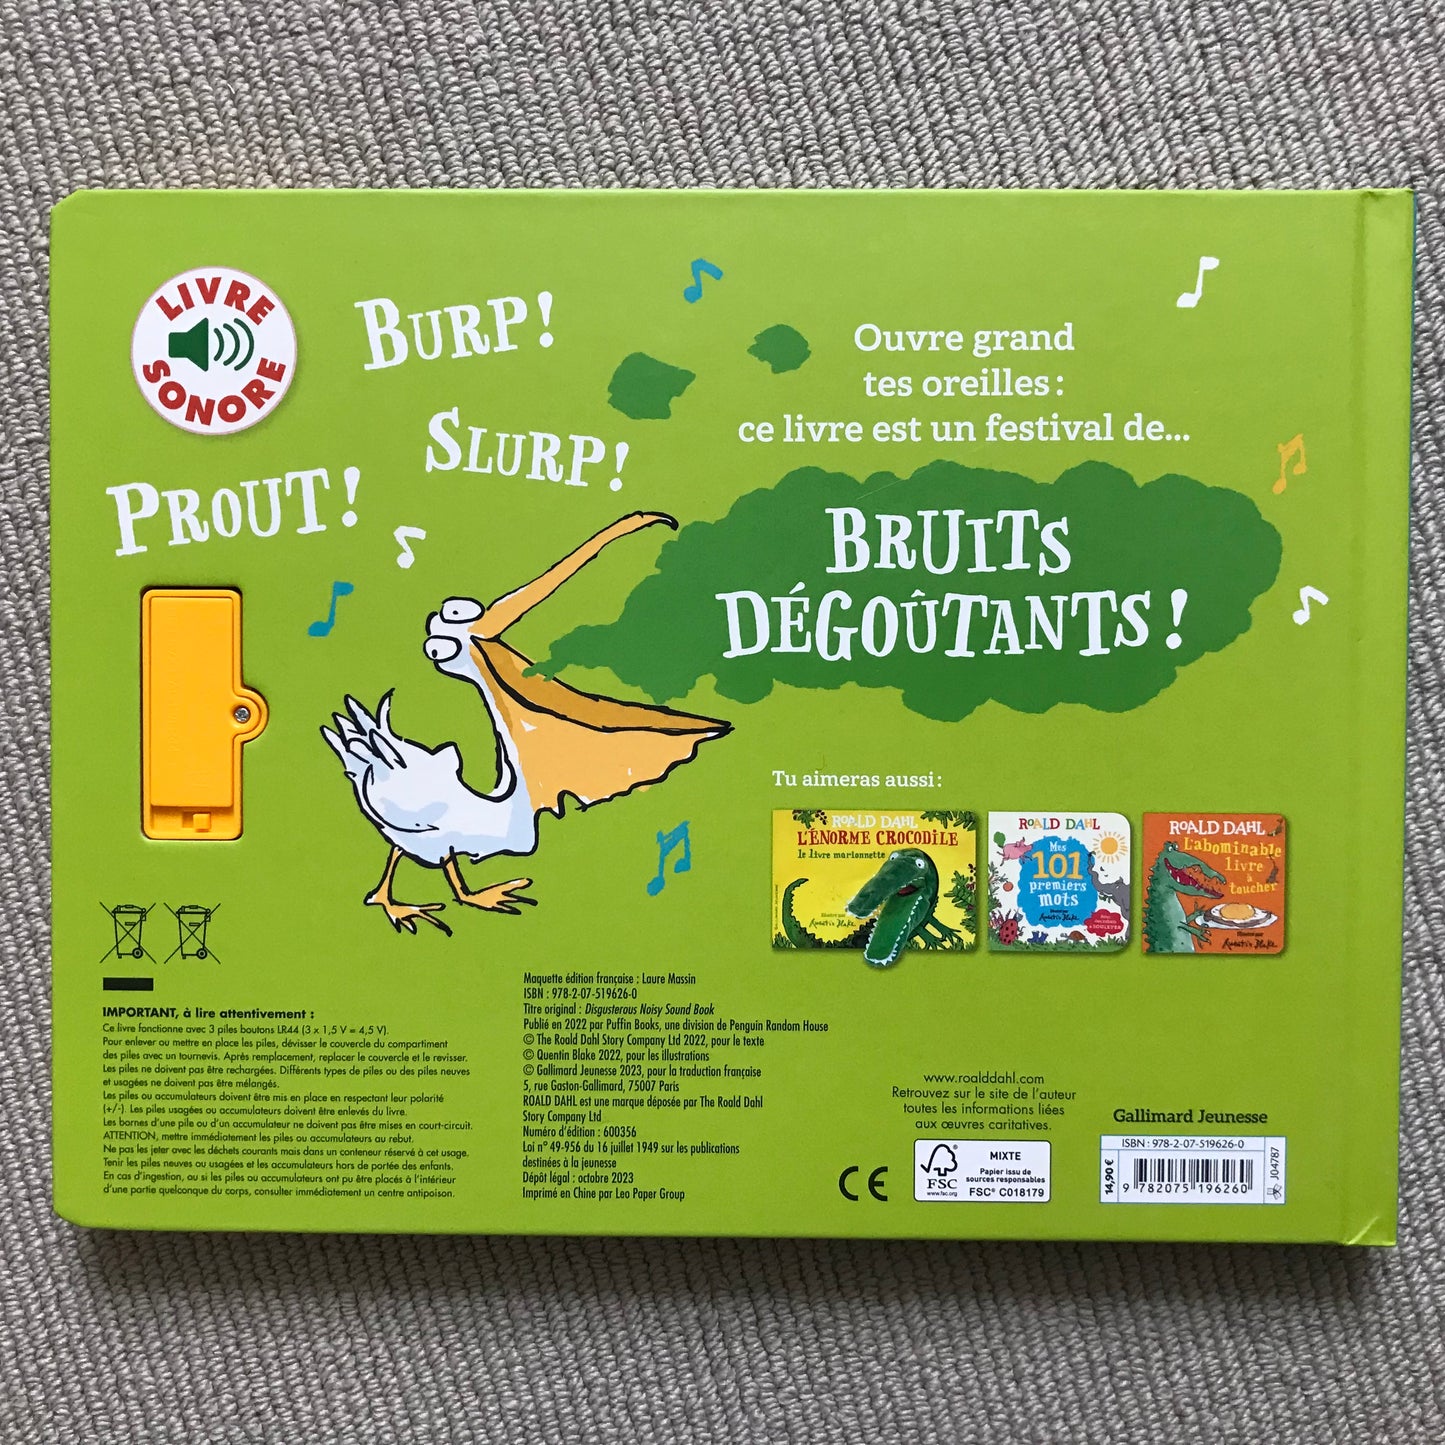 LIVRE
SONORE
BURP!
SLURP!
PROUT!
Ouvre grand
tes oreilles :
ce livre est un festival de...
BRUITS
DÉGOÛTANTS !
Tu aimeras aussi :
ROALD DAHL
L'ÉNORME CROCODILE
le livre marionnette
Illustré par
Quentin Blake
ROALD DAHL
Mes
101
premiers
mots
Illustré par
Quentin Blake
À SOULEVER
ROALD DAHL
L'abominable
livre
à
toucher
Illustré par
Quentin Blake
IMPORTANT, à lire attentivement :
Ce livre fonctionne avec 3 piles boutons LR44 (3 x 1,5 V = 4,5 V).
Pour enlever ou mettre en place les piles, dévisser le couvercle du compartiment
des piles avec un tournevis. Après remplacement, replacer le couvercle et le revisser.
Les piles ne doivent pas être rechargées. Différents types de piles ou des piles neuves
et usagées ne doivent pas être mélangés.
Les piles ou accumulateurs doivent être mis en place en respectant leur polarité
(+/-). Les piles usagées ou accumulateurs doivent être enlevés du livre.
Les bornes d'une pile ou d'un accumulateur ne doivent pas être mises en court-circuit.
ATTENTION, mettre immédiatement les piles ou accumulateurs au rebut.
Ne pas les jeter avec les déchets courants mais dans un conteneur réservé à cet usage.
Tenir les piles neuves ou usagées et les accumulateurs hors de portée des enfants.
En cas d'ingestion, ou si les piles ou accumulateurs ont pu être placés à l'intérieur
d'une partie quelconque du corps, consulter immédiatement un centre antipoison.
Maquette édition française : Laure Massin
ISBN : 978-2-07-519626-0
Titre original : Disgusterous Noisy Sound Book
Publié en 2022 par Puffin Books, une division de Penguin Random House
© The Roald Dahl Story Company Ltd 2022, pour le texte
© Quentin Blake 2022, pour les illustrations
© Gallimard Jeunesse 2023, pour la traduction française
5, rue Gaston-Gallimard, 75007 Paris
ROALD DAHL est une marque déposée par The Roald Dahl
Story Company Ltd
Numéro d'édition : 600356
Loi n° 49-956 du 16 juillet 1949 sur les publications
destinées à la jeunesse
Dépôt légal : octobre 2023
Imprimé en Chine par Leo Paper Group
www.roalddahl.com
Retrouvez sur le site de l'auteur
toutes les informations liées
aux œuvres caritatives.
CE
FSC
www.fsc.org
MIXTE
Papier issu de
sources responsables
FSC® C018179
Gallimard Jeunesse
ISBN : 978-2-07-519626-0
14,90 €
9 782075 196260
J04787